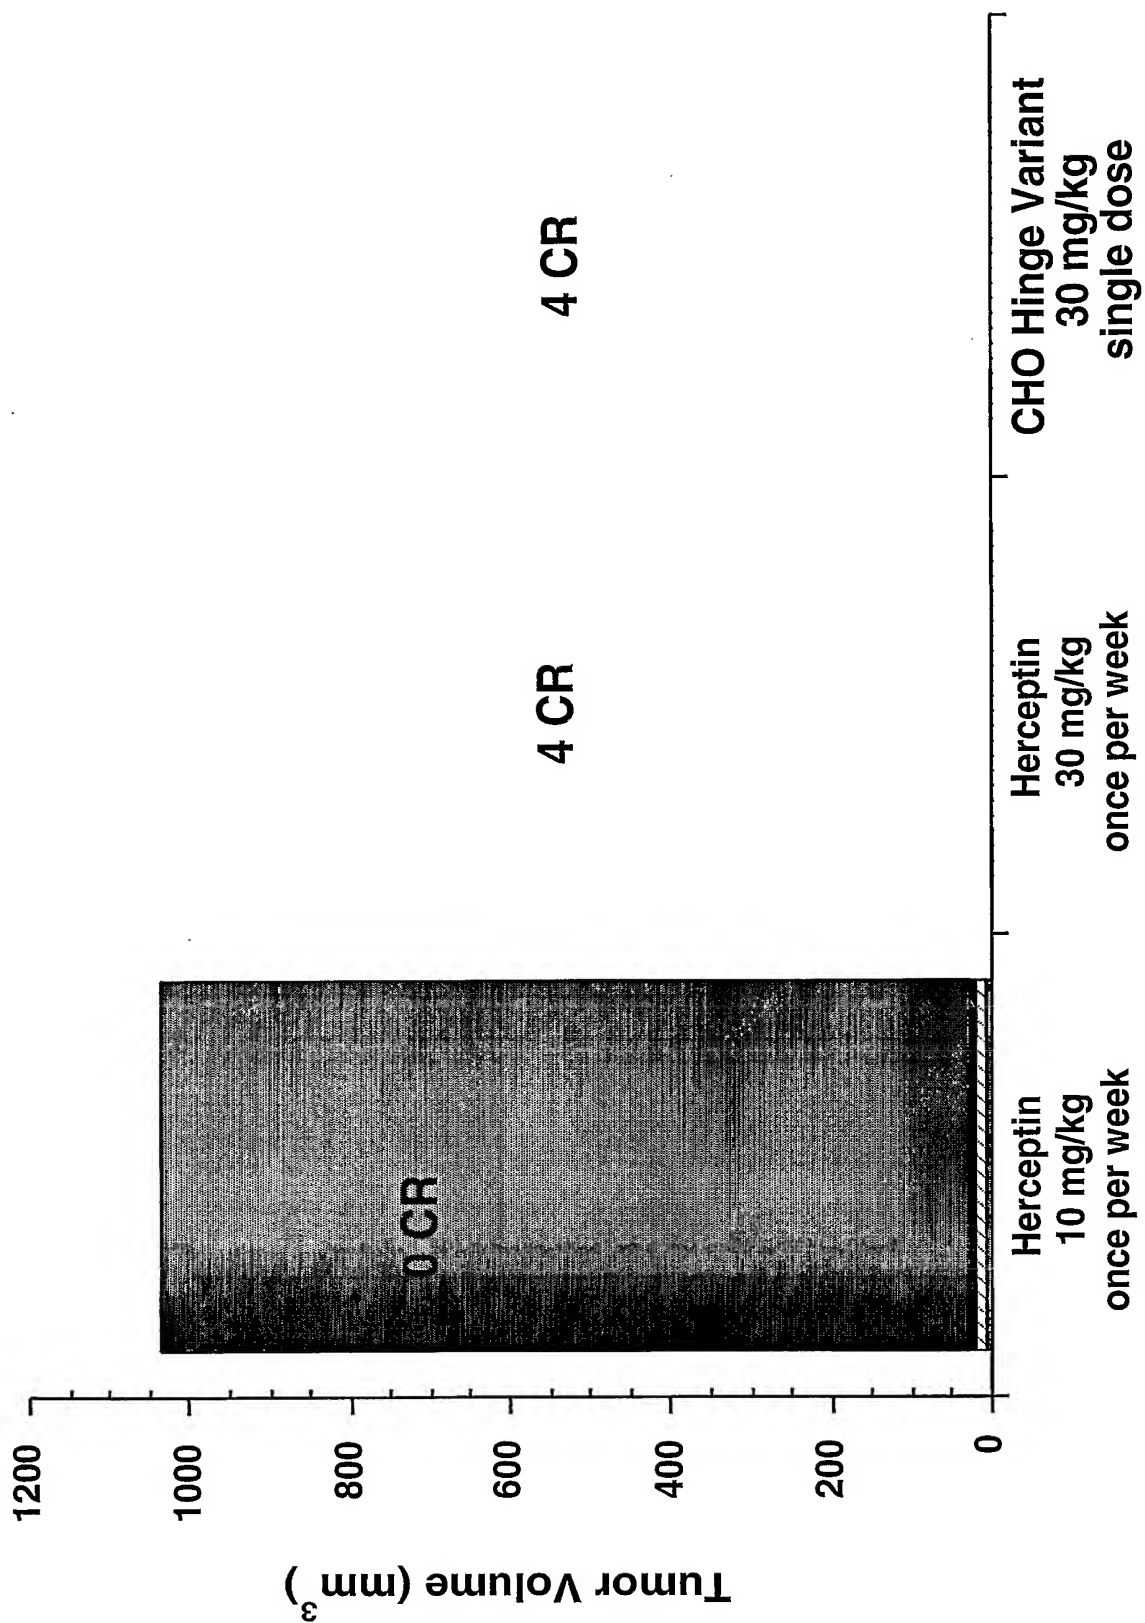 Tumor Volume (mm³)
1200
1000
800
600
400
200
0
0 CR
4 CR
4 CR
Herceptin
10 mg/kg
once per week
Herceptin
30 mg/kg
once per week
CHO Hinge Variant
30 mg/kg
single dose